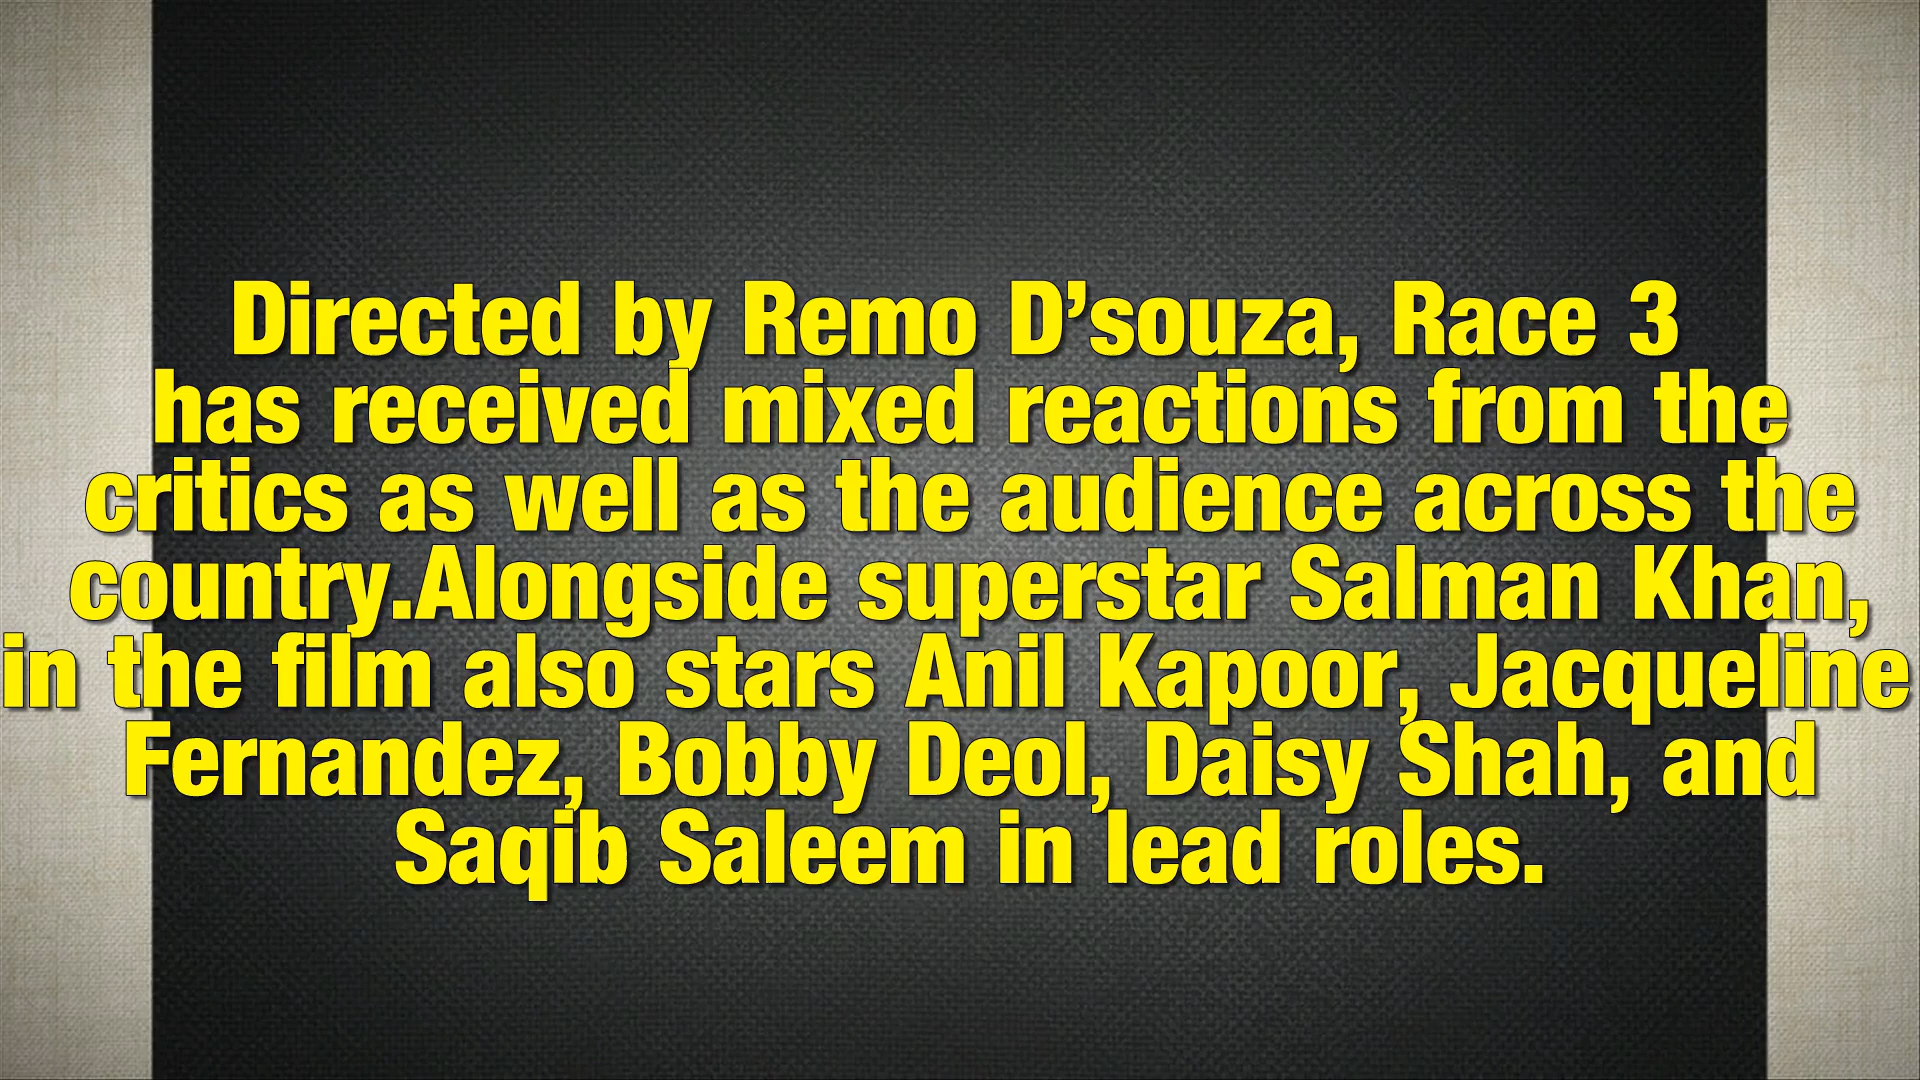 Directed by Remo D’souza, Race 3
has received mixed reactions from the
critics as well as the audience across the
country.Alongside superstar Salman Khan,
in the film also stars Anil Kapoor, Jacqueline
Fernandez, Bobby Deol, Daisy Shah, and
Saqib Saleem in lead roles.